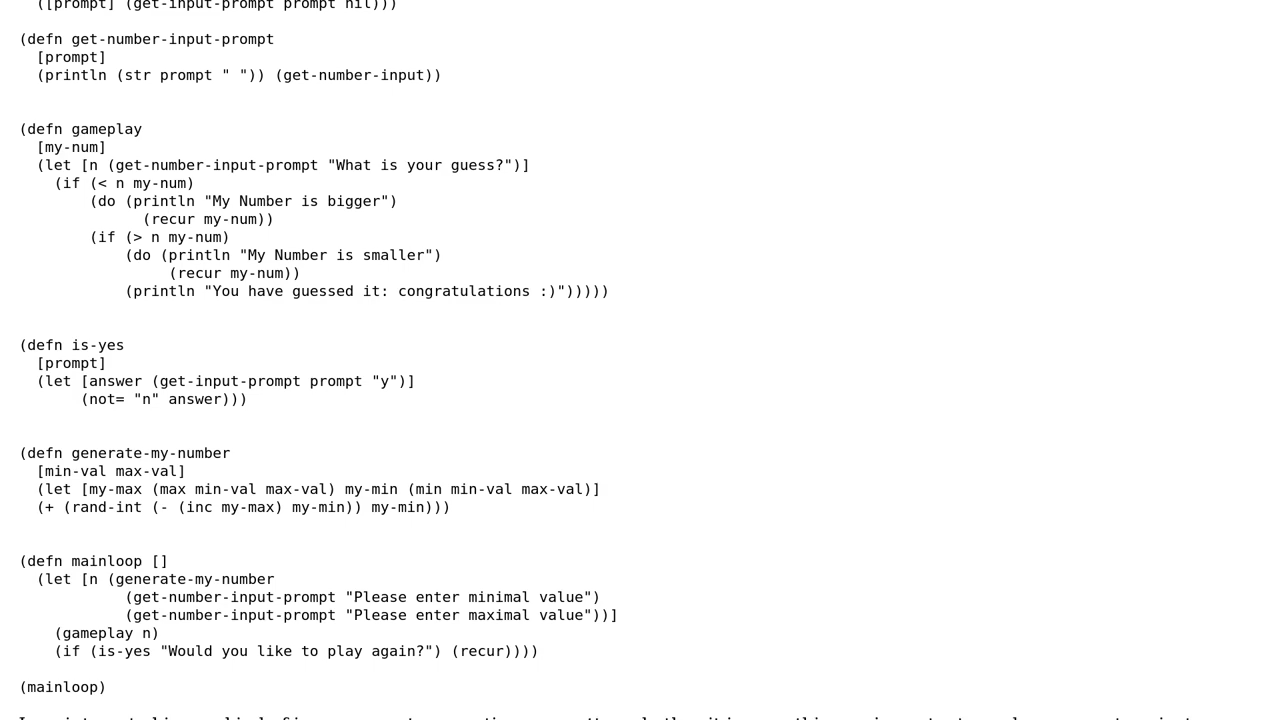 ([prompt] (get-input-prompt prompt nil)))
(defn get-number-input-prompt
[prompt]
(println (str prompt " ")) (get-number-input))
(defn gameplay
[my-num]
(let [n (get-number-input-prompt "What is your guess?")]
(if (< n my-num)
(do (println "My Number is bigger")
(recur my-num))
(if (> n my-num)
(do (println "My Number is smaller")
(recur my-num))
(println "You have guessed it: congratulations :)")))))
(defn is-yes
[prompt]
(let [answer (get-input-prompt prompt "y")]
(not= "n" answer)))
(defn generate-my-number
[min-val max-val]
(let [my-max (max min-val max-val) my-min (min min-val max-val)]
(+ (rand-int (- (inc my-max) my-min)) my-min)))
(defn mainloop []
(let [n (generate-my-number
(get-number-input-prompt "Please enter minimal value")
(get-number-input-prompt "Please enter maximal value"))]
(gameplay n)
(if (is-yes "Would you like to play again?") (recur))))
(mainloop)